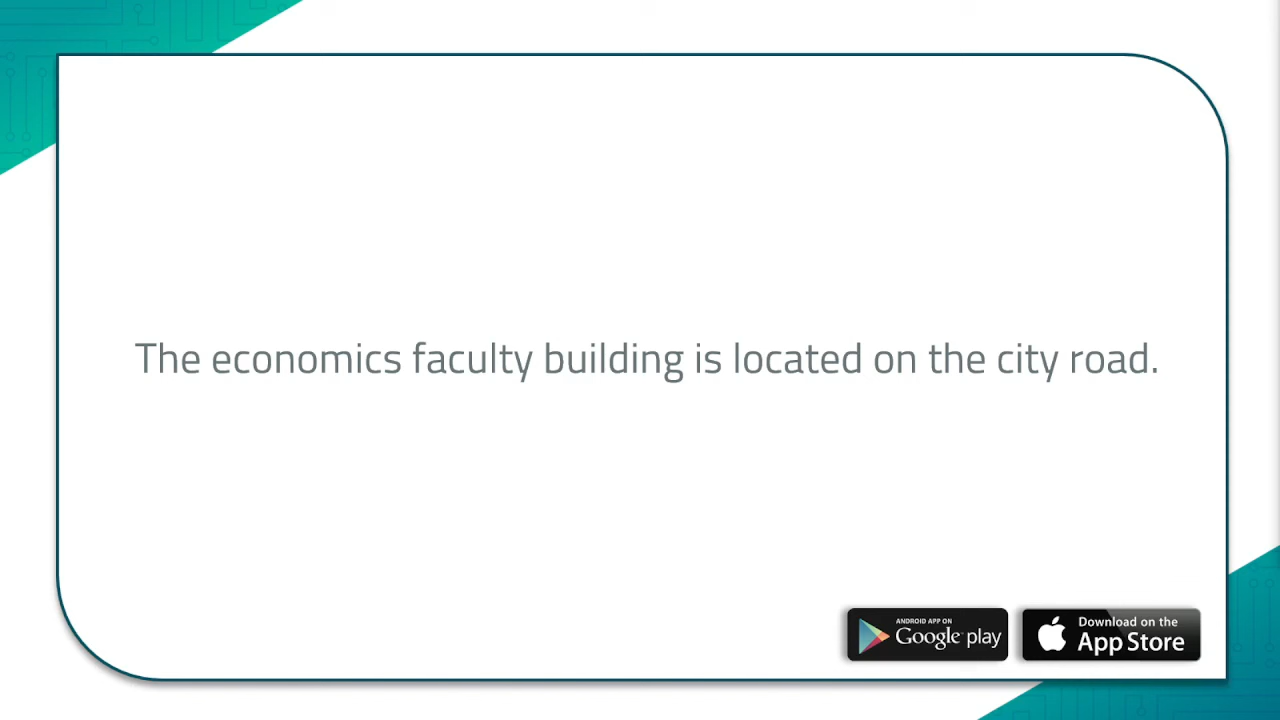 The economics faculty building is located on the city road.
ANDROID APP ON
Google play
Download on the
App Store